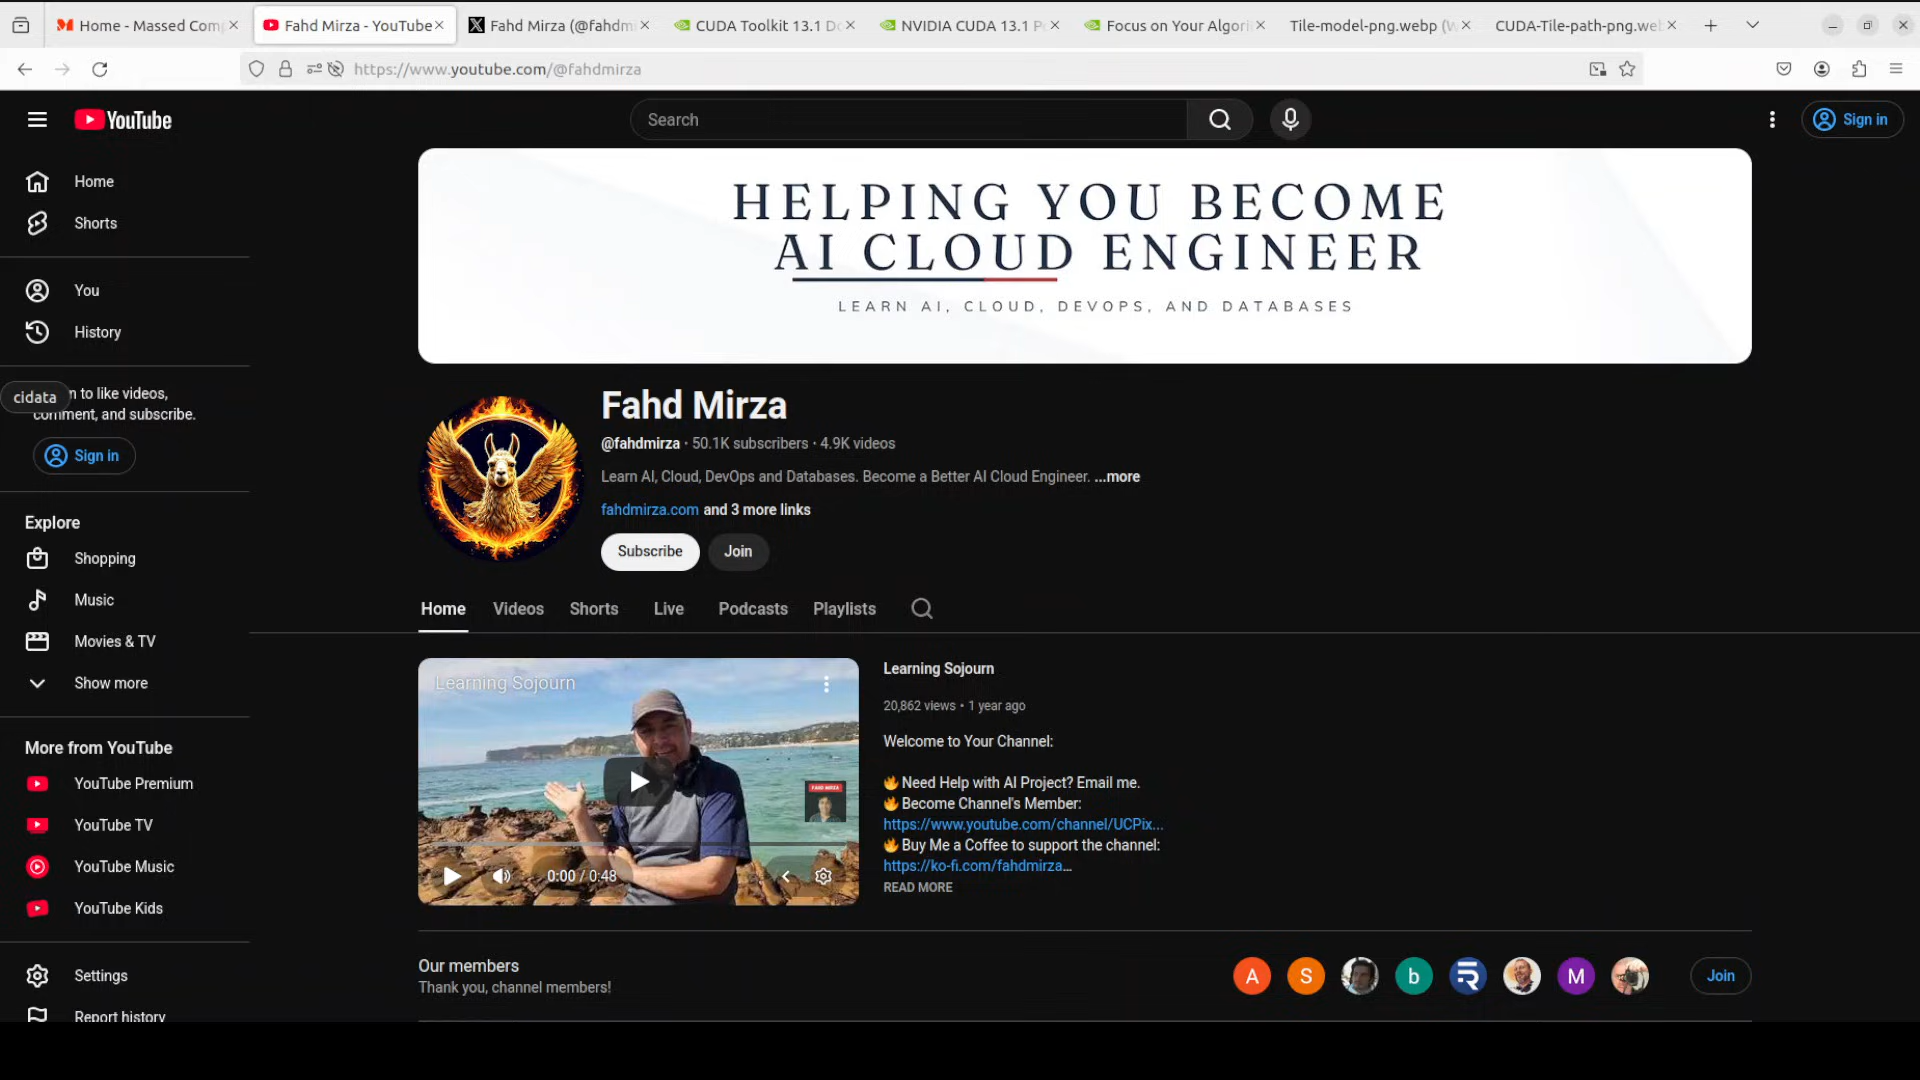 Home - Massed Comp
Fahd Mirza - YouTube
Fahd Mirza (@fahdmi
CUDA Toolkit 13.1 Do
NVIDIA CUDA 13.1 P
Focus on Your Algori
Tile-model-png.webp (W
CUDA-Tile-path-png.we
https://www.youtube.com/@fahdmirza
YouTube
Search
Sign in
Home
Shorts
You
History
cidata
n to like videos,
comment, and subscribe.
Sign in
Explore
Shopping
Music
Movies & TV
Show more
More from YouTube
YouTube Premium
YouTube TV
YouTube Music
YouTube Kids
Settings
Report history
HELPING YOU BECOME
AI CLOUD ENGINEER
LEARN AI, CLOUD, DEVOPS, AND DATABASES
Fahd Mirza
@fahdmirza · 50.1K subscribers · 4.9K videos
Learn AI, Cloud, DevOps and Databases. Become a Better AI Cloud Engineer. ...more
fahdmirza.com and 3 more links
Subscribe
Join
Home
Videos
Shorts
Live
Podcasts
Playlists
Learning Sojourn
FAHD MIRZA
0:00 / 0:48
Learning Sojourn
20,862 views • 1 year ago
Welcome to Your Channel:
🔥Need Help with AI Project? Email me.
🔥Become Channel's Member:
https://www.youtube.com/channel/UCPix...
🔥Buy Me a Coffee to support the channel:
https://ko-fi.com/fahdmirza...
READ MORE
Our members
Thank you, channel members!
A
S
b
M
Join